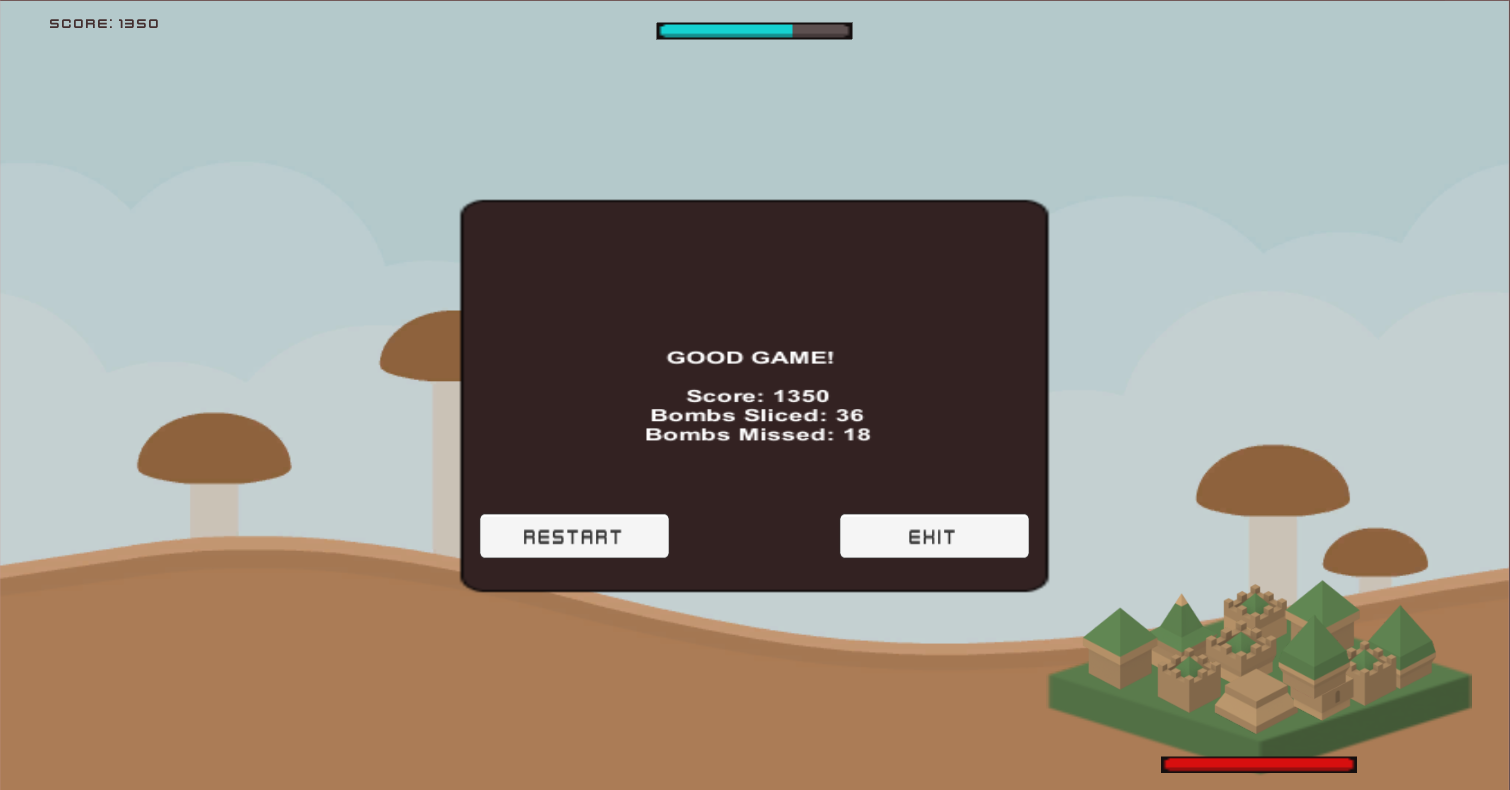 SCORE: 1350
GOOD GAME!
Score: 1350
Bombs Sliced: 36
Bombs Missed: 18
RESTART
EXIT